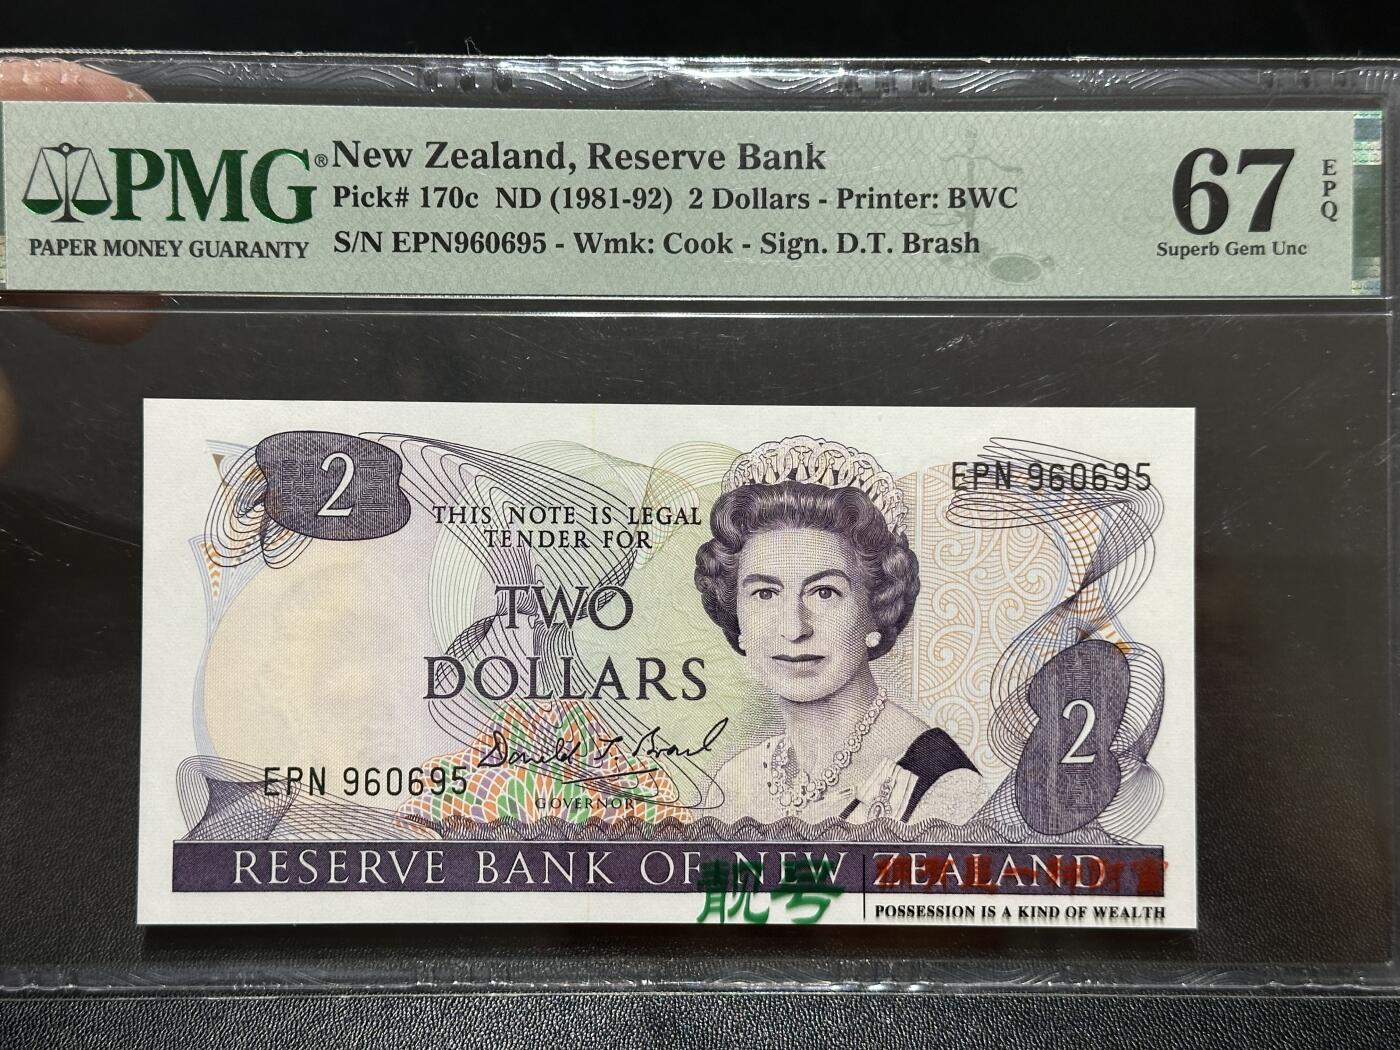 PMG®
PAPER MONEY GUARANTY
New Zealand, Reserve Bank
Pick# 170c ND (1981-92) 2 Dollars - Printer: BWC
S/N EPN960695 - Wmk: Cook - Sign. D.T. Brash
67
EPQ
Superb Gem Unc
2
EPN 960695
THIS NOTE IS LEGAL
TENDER FOR
TWO
DOLLARS
2
Donald T. Brash
EPN 960695
GOVERNOR
RESERVE BANK OF NEW ZEALAND
靓号
POSSESSION IS A KIND OF WEALTH